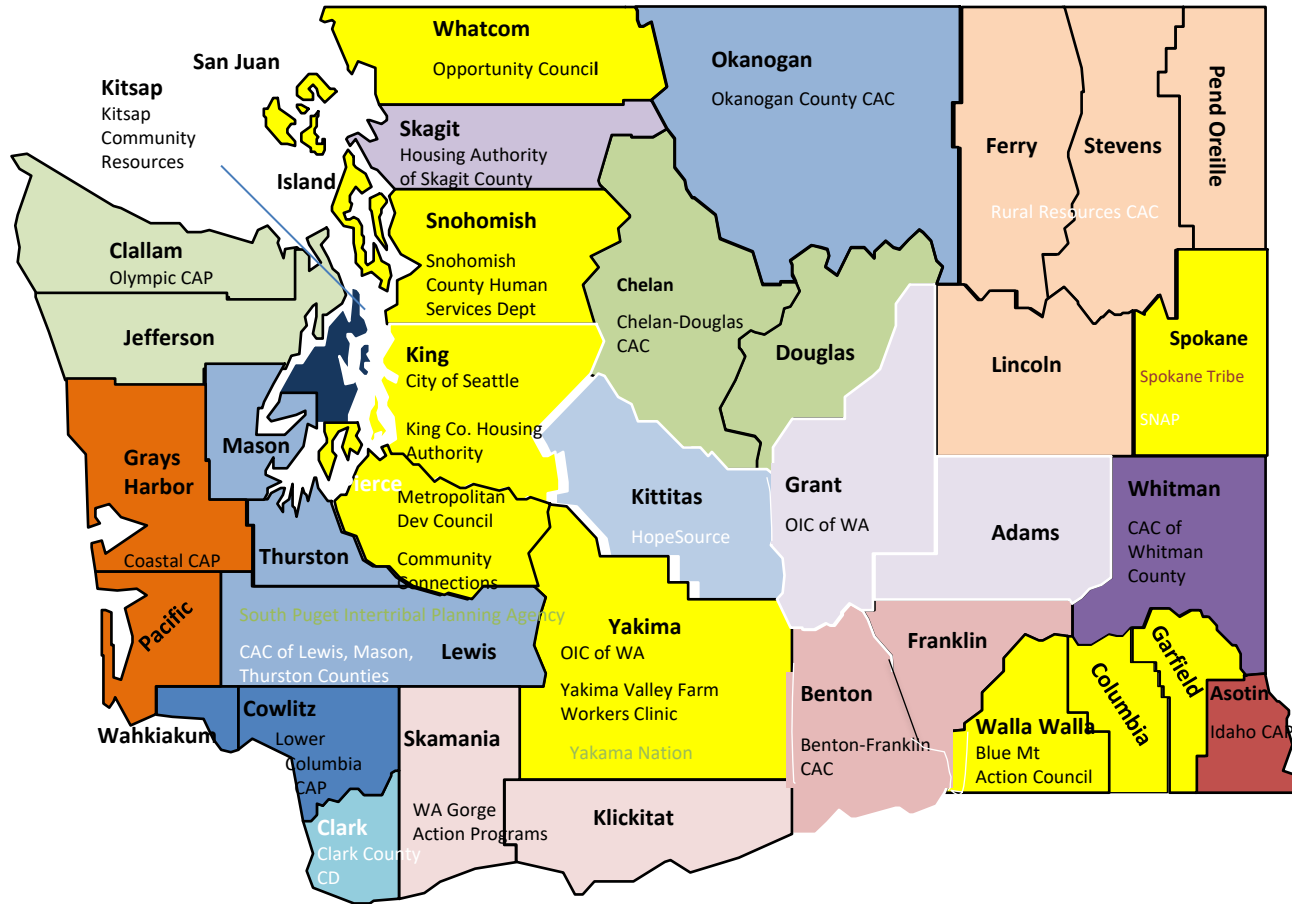 Whatcom
Opportunity Council
San Juan
Kitsap
Kitsap
Community
Resources
Okanogan
Okanogan County CAC
Pend Oreille
Skagit
Housing Authority
of Skagit County
Ferry
Stevens
Rural Resources CAC
Island
Snohomish
Snohomish
County Human
Services Dept
Clallam
Olympic CAP
Jefferson
Chelan
Chelan-Douglas
CAC
Douglas
Lincoln
Spokane
Spokane Tribe
SNAP
King
City of Seattle
King Co. Housing
Authority
Mason
Grays
Harbor
Coastal CAP
Pierce
Metropolitan
Dev Council
Community
Connections
Kittitas
HopeSource
Grant
OIC of WA
Adams
Whitman
CAC of
Whitman
County
Thurston
South Puget Intertribal Planning Agency
CAC of Lewis, Mason,
Thurston Counties
Lewis
Pacific
Yakima
OIC of WA
Yakima Valley Farm
Workers Clinic
Yakama Nation
Franklin
Benton
Benton-Franklin
CAC
Walla Walla
Blue Mt
Action Council
Columbia
Garfield
Asotin
Idaho CAP
Wahkiakum
Cowlitz
Lower
Columbia
CAP
Skamania
WA Gorge
Action Programs
Klickitat
Clark
Clark County
CD